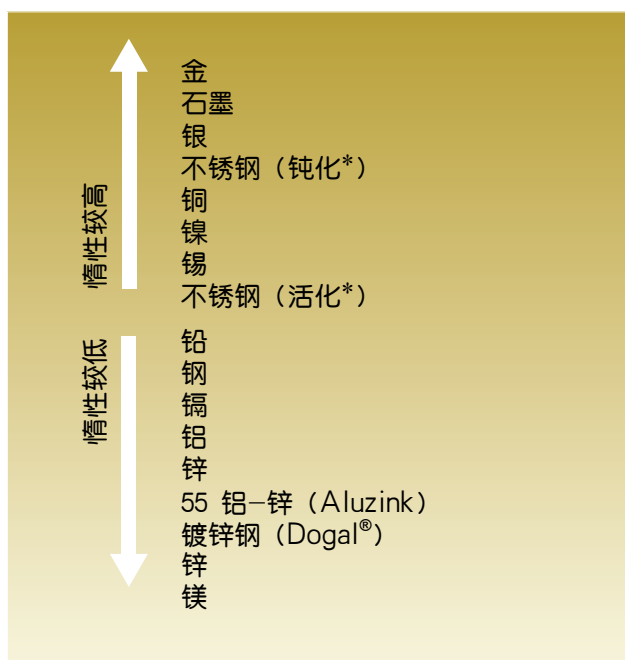 金
石墨
银
不锈钢（钝化*）
铜
镍
锡
不锈钢（活化*）
惰性较高
铅
钢
镉
铝
锌
55 铝-锌（Aluzink）
镀锌钢（Dogal®）
锌
镁
惰性较低